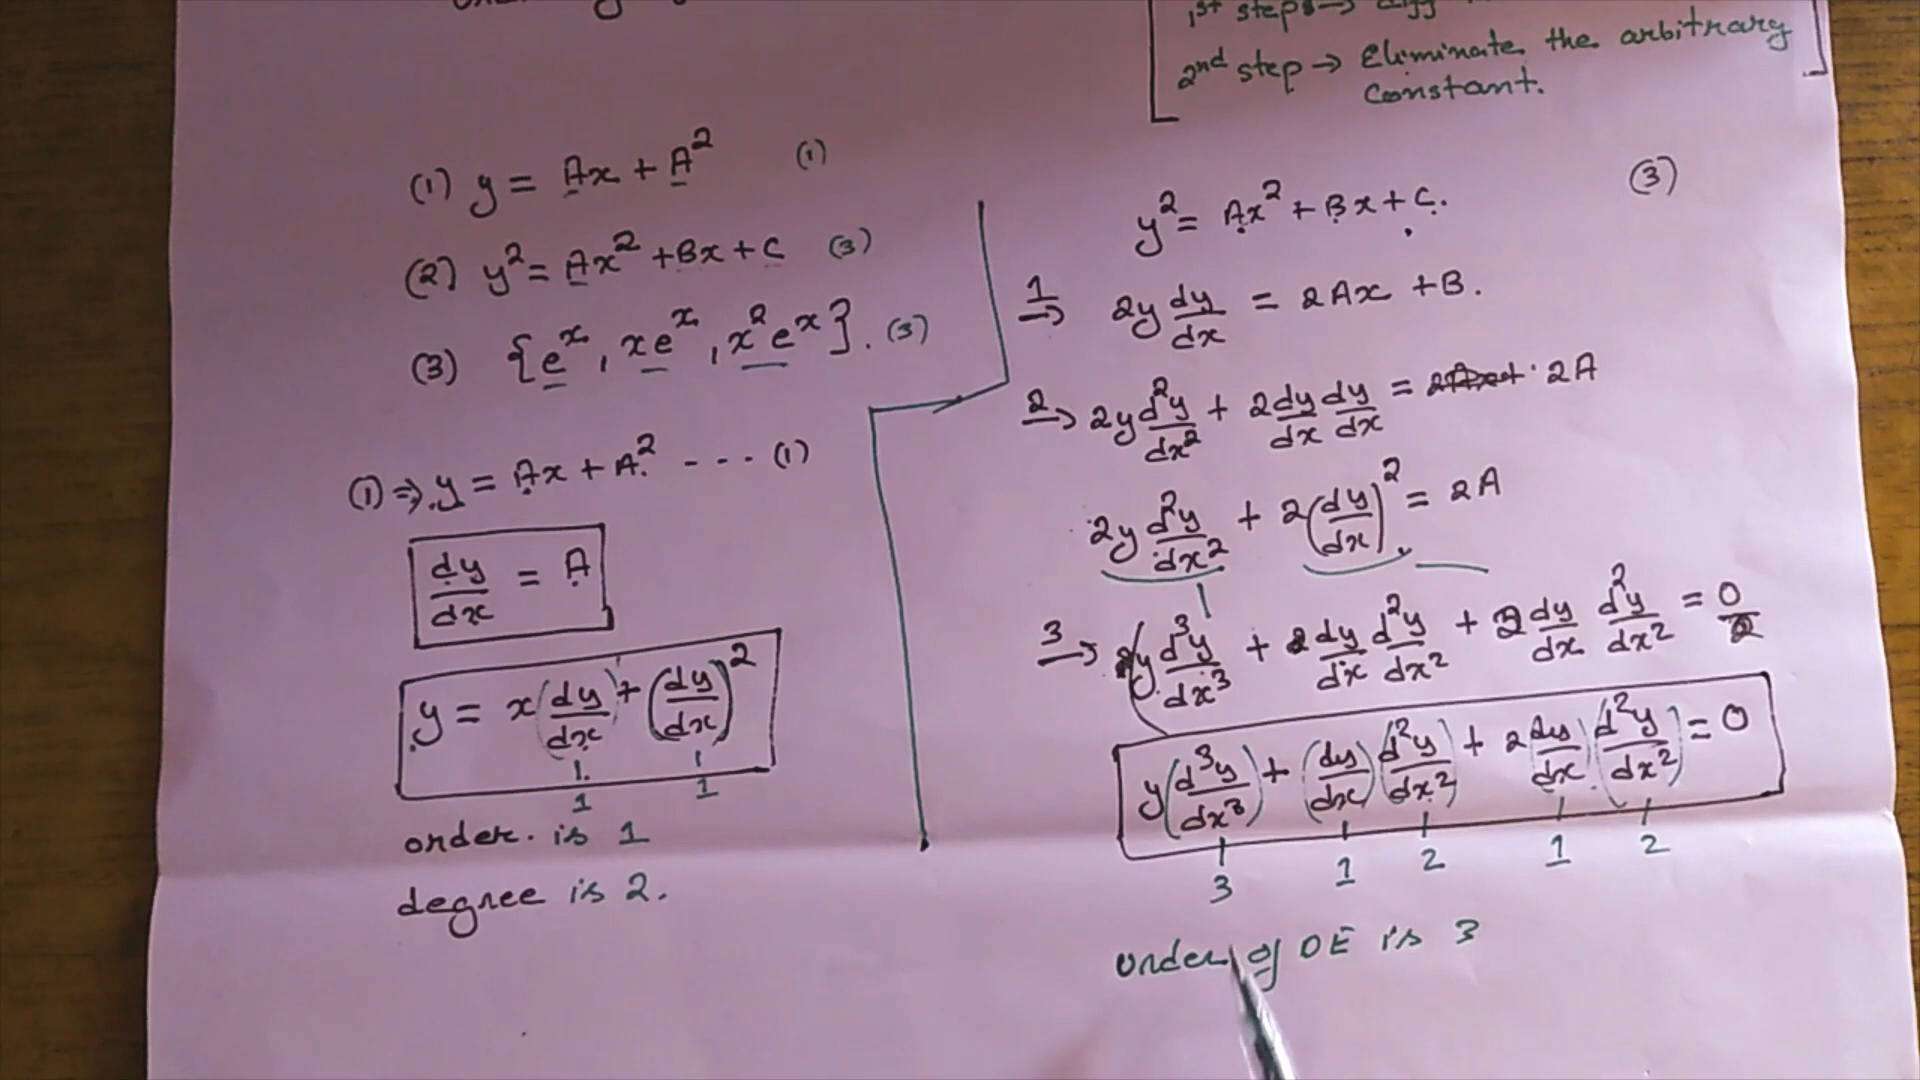 1st steps →
2nd step → Eliminate the arbitrary
Constant.
(1) y = Ax + A² (1)
(2) y² = Ax² + Bx + C (3)
(3) {eˣ, xeˣ, x²eˣ}. (3)
(1) ⇒ y = Ax + A² --- (1)
dy/dx = A
y = x(dy/dx) + (dy/dx)²
1 1
order is 1
degree is 2.
y² = Ax² + Bx + C. (3)
1→ 2y dy/dx = 2Ax + B.
2→ 2y d²y/dx² + 2 dy/dx dy/dx = 2A
2y d²y/dx² + 2(dy/dx)² = 2A
3→ y d³y/dx³ + dy/dx d²y/dx² + 2 dy/dx d²y/dx² = 0/2
y(d³y/dx³) + (dy/dx)(d²y/dx²) + 2(dy/dx)(d²y/dx²) = 0
3 1 2 1 2
order of DE is 3